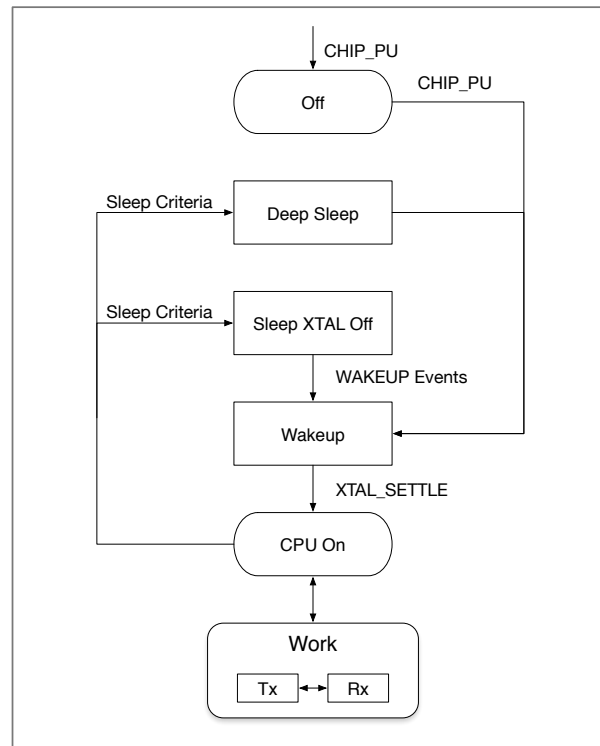 CHIP_PU
Off
CHIP_PU
Sleep Criteria
Deep Sleep
Sleep Criteria
Sleep XTAL Off
WAKEUP Events
Wakeup
XTAL_SETTLE
CPU On
Work
Tx
Rx